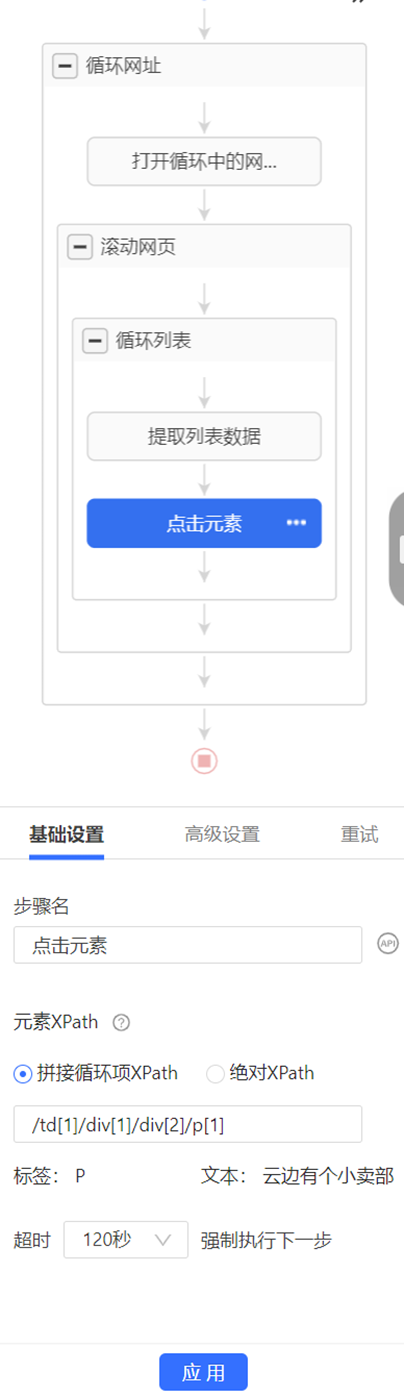 循环网址
打开循环中的网...
滚动网页
循环列表
提取列表数据
点击元素
基础设置 高级设置 重试
步骤名
点击元素 API
元素XPath ?
拼接循环项XPath 绝对XPath
/td[1]/div[1]/div[2]/p[1]
标签： P 文本： 云边有个小卖部
超时 120秒 强制执行下一步
应用